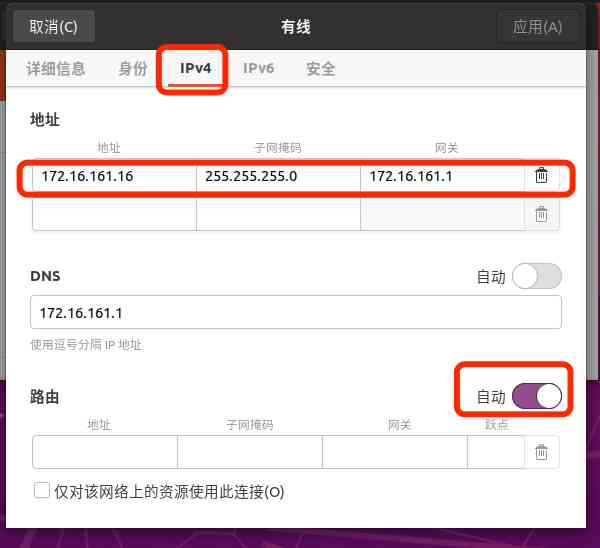 取消(C) 有线 应用(A)
详细信息 身份 IPv4 IPv6 安全
地址
地址 子网掩码 网关
172.16.161.16 255.255.255.0 172.16.161.1
DNS 自动
172.16.161.1
使用逗号分隔 IP 地址
路由 自动
地址 子网掩码 网关 跃点
仅对该网络上的资源使用此连接(O)